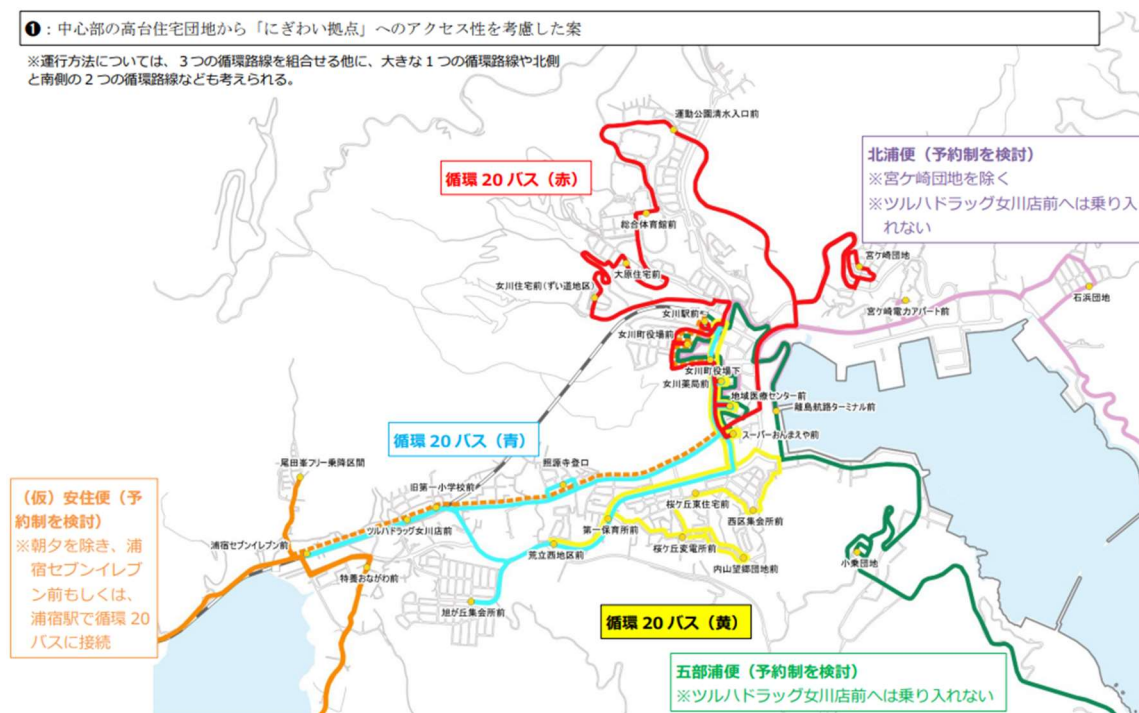 ❶：中心部の高台住宅団地から「にぎわい拠点」へのアクセス性を考慮した案
※運行方法については、３つの循環路線を組合せる他に、大きな１つの循環路線や北側
と南側の２つの循環路線なども考えられる。
運動公園清水入口前
北浦便（予約制を検討）
※宮ケ崎団地を除く
※ツルハドラッグ女川店前へは乗り入
れない
循環 20 バス（赤）
総合体育館前
宮ケ崎団地
大原住宅前
女川住宅前(ずい道地区)
石浜団地
宮ケ崎電力アパート前
女川駅前
女川町役場前
女川町役場下
女川薬局前
地域医療センター前
離島航路ターミナル前
スーパーおんまえや前
循環 20 バス（青）
尾田峯フリー乗降区間
照源寺登口
旧第一小学校前
（仮）安住便（予
約制を検討）
※朝夕を除き、浦
宿セブンイレブ
ン前もしくは、
浦宿駅で循環 20
バスに接続
ツルハドラッグ女川店前
浦宿セブンイレブン前
特養おながわ前
旭が丘集会所前
荒立西地区前
第一保育所前
桜ケ丘東住宅前
西区集会所前
桜ケ丘変電所前
内山望郷団地前
小乗団地
循環 20 バス（黄）
五部浦便（予約制を検討）
※ツルハドラッグ女川店前へは乗り入れない